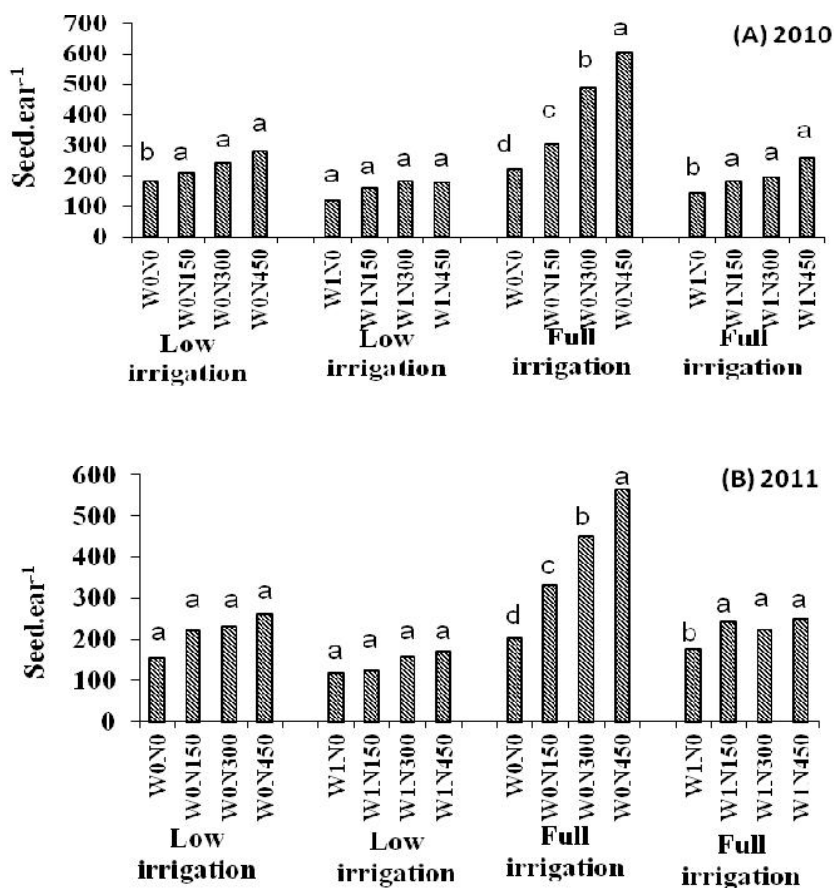 (A) 2010
Seed.ear-1
700
600
500
400
300
200
100
0
b a a a
a a a a
d c b a
b a a a
W0N0 W0N150 W0N300 W0N450
W1N0 W1N150 W1N300 W1N450
W0N0 W0N150 W0N300 W0N450
W1N0 W1N150 W1N300 W1N450
Low
irrigation
Low
irrigation
Full
irrigation
Full
irrigation
(B) 2011
Seed.ear-1
600
500
400
300
200
100
0
a a a a
a a a a
d c b a
b a a a
W0N0 W0N150 W0N300 W0N450
W1N0 W1N150 W1N300 W1N450
W0N0 W0N150 W0N300 W0N450
W1N0 W1N150 W1N300 W1N450
Low
irrigation
Low
irrigation
Full
irrigation
Full
irrigation